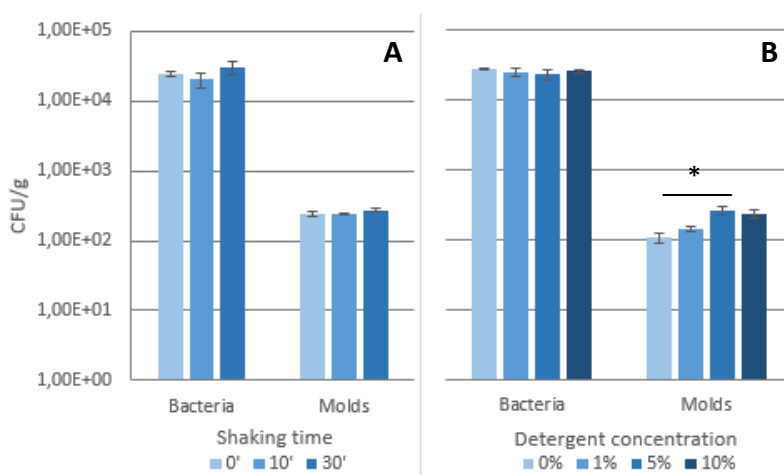 1,00E+05
1,00E+04
1,00E+03
1,00E+02
1,00E+01
1,00E+00
CFU/g
A
Bacteria Molds
Shaking time
0' 10' 30'
B
*
Bacteria Molds
Detergent concentration
0% 1% 5% 10%